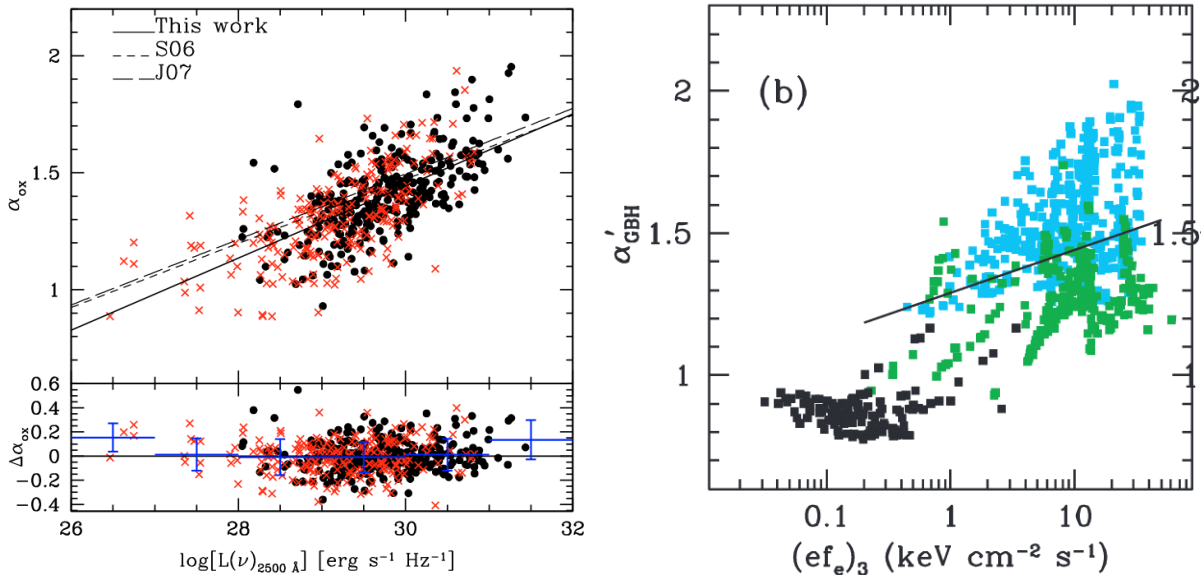 This work
S06
J07
2
1.5
1
α_ox
0.6
0.4
0.2
0
-0.2
-0.4
Δα_ox
26
28
30
32
log[L(ν)_2500 Å] [erg s⁻¹ Hz⁻¹]
(b)
2
2
1.5
1.5
1
1
α′_GBH
0.1
1
10
(ef_e)_3 (keV cm⁻² s⁻¹)